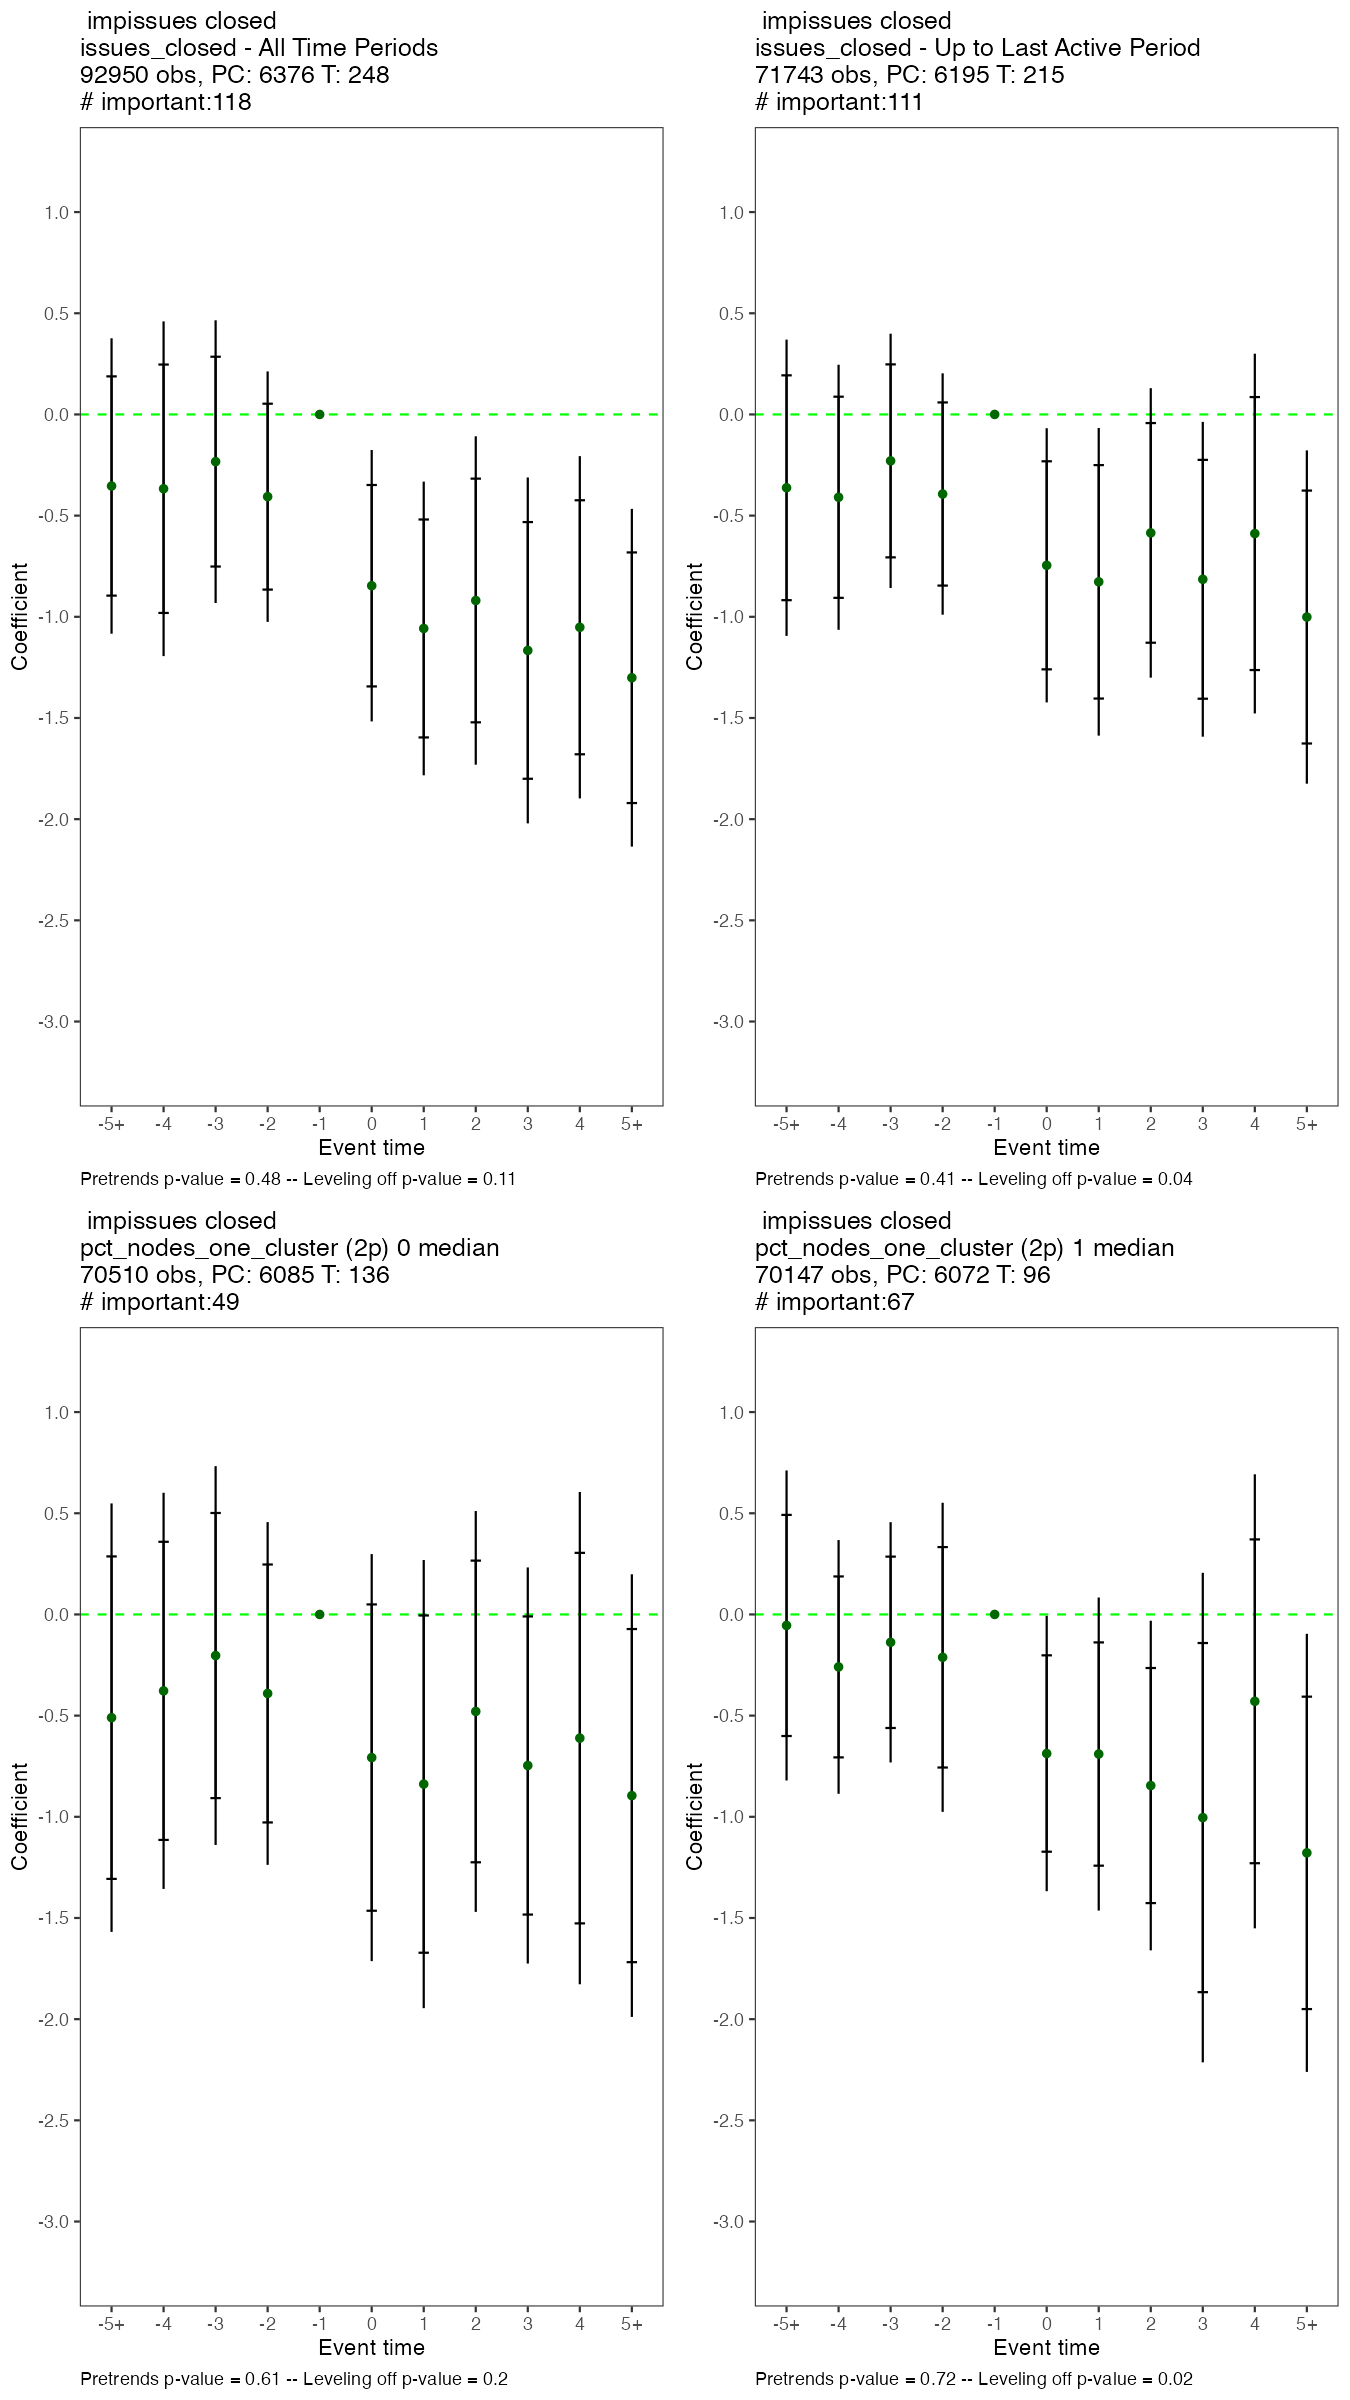 impissues closed
issues_closed - All Time Periods
92950 obs, PC: 6376 T: 248
# important:118
1.0
0.5
0.0
-0.5
-1.0
-1.5
-2.0
-2.5
-3.0
Coefficient
-5+ -4 -3 -2 -1 0 1 2 3 4 5+
Event time
Pretrends p-value = 0.48 -- Leveling off p-value = 0.11
impissues closed
issues_closed - Up to Last Active Period
71743 obs, PC: 6195 T: 215
# important:111
1.0
0.5
0.0
-0.5
-1.0
-1.5
-2.0
-2.5
-3.0
Coefficient
-5+ -4 -3 -2 -1 0 1 2 3 4 5+
Event time
Pretrends p-value = 0.41 -- Leveling off p-value = 0.04
impissues closed
pct_nodes_one_cluster (2p) 0 median
70510 obs, PC: 6085 T: 136
# important:49
1.0
0.5
0.0
-0.5
-1.0
-1.5
-2.0
-2.5
-3.0
Coefficient
-5+ -4 -3 -2 -1 0 1 2 3 4 5+
Event time
Pretrends p-value = 0.61 -- Leveling off p-value = 0.2
impissues closed
pct_nodes_one_cluster (2p) 1 median
70147 obs, PC: 6072 T: 96
# important:67
1.0
0.5
0.0
-0.5
-1.0
-1.5
-2.0
-2.5
-3.0
Coefficient
-5+ -4 -3 -2 -1 0 1 2 3 4 5+
Event time
Pretrends p-value = 0.72 -- Leveling off p-value = 0.02